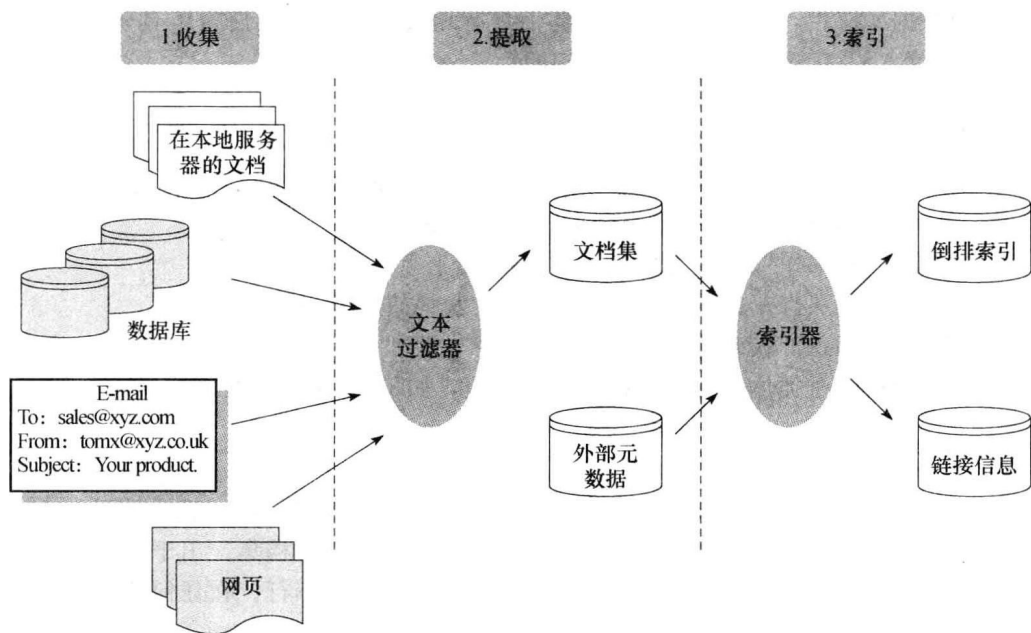 1.收集
2.提取
3.索引
在本地服务
器的文档
数据库
E-mail
To：sales@xyz.com
From：tomx@xyz.co.uk
Subject：Your product.
网页
文本
过滤器
文档集
外部元
数据
索引器
倒排索引
链接信息